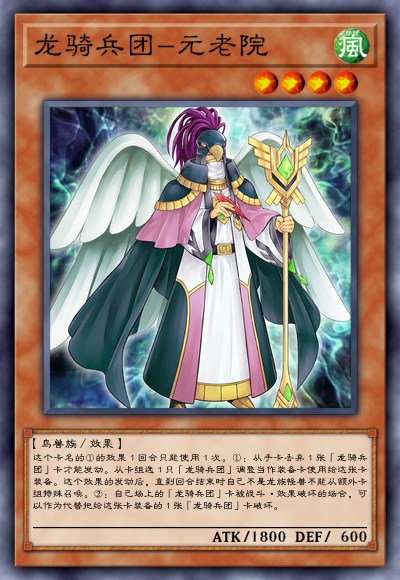 龙骑兵团–元老院
風
【鸟兽族／效果】
这个卡名的①的效果1回合只能使用1次。①：从手卡丢弃1张「龙骑兵
团」卡才能发动。从卡组选1只「龙骑兵团」调整当作装备卡使用给这张卡
装备。这个效果的发动后，直到回合结束时自己不是龙族怪兽不能从额外卡
组特殊召唤。②：自己场上的「龙骑兵团」卡被战斗·效果破坏的场合，可
以作为代替把给这张卡装备的1张「龙骑兵团」卡破坏。
ATK/1800 DEF/ 600